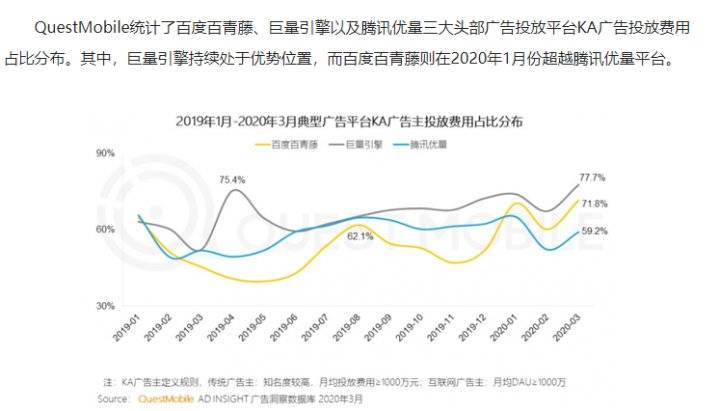 QuestMobile统计了百度百青藤、巨量引擎以及腾讯优量三大头部广告投放平台KA广告投放费用
占比分布。其中，巨量引擎持续处于优势位置，而百度百青藤则在2020年1月份超越腾讯优量平台。
2019年1月-2020年3月典型广告平台KA广告主投放费用占比分布
百度百青藤 巨量引擎 腾讯优量
90%
75.4%
77.7%
71.8%
60%
62.1%
59.2%
QUEST MOBILE
30%
2019-01 2019-02 2019-03 2019-04 2019-05 2019-06 2019-07 2019-08 2019-09 2019-10 2019-11 2019-12 2020-01 2020-02 2020-03
注：KA广告主定义规则，传统广告主：知名度较高，月均投放费用≥1000万元，互联网广告主：月均DAU≥1000万
Source： QuestMobile AD INSIGHT 广告洞察数据库 2020年3月